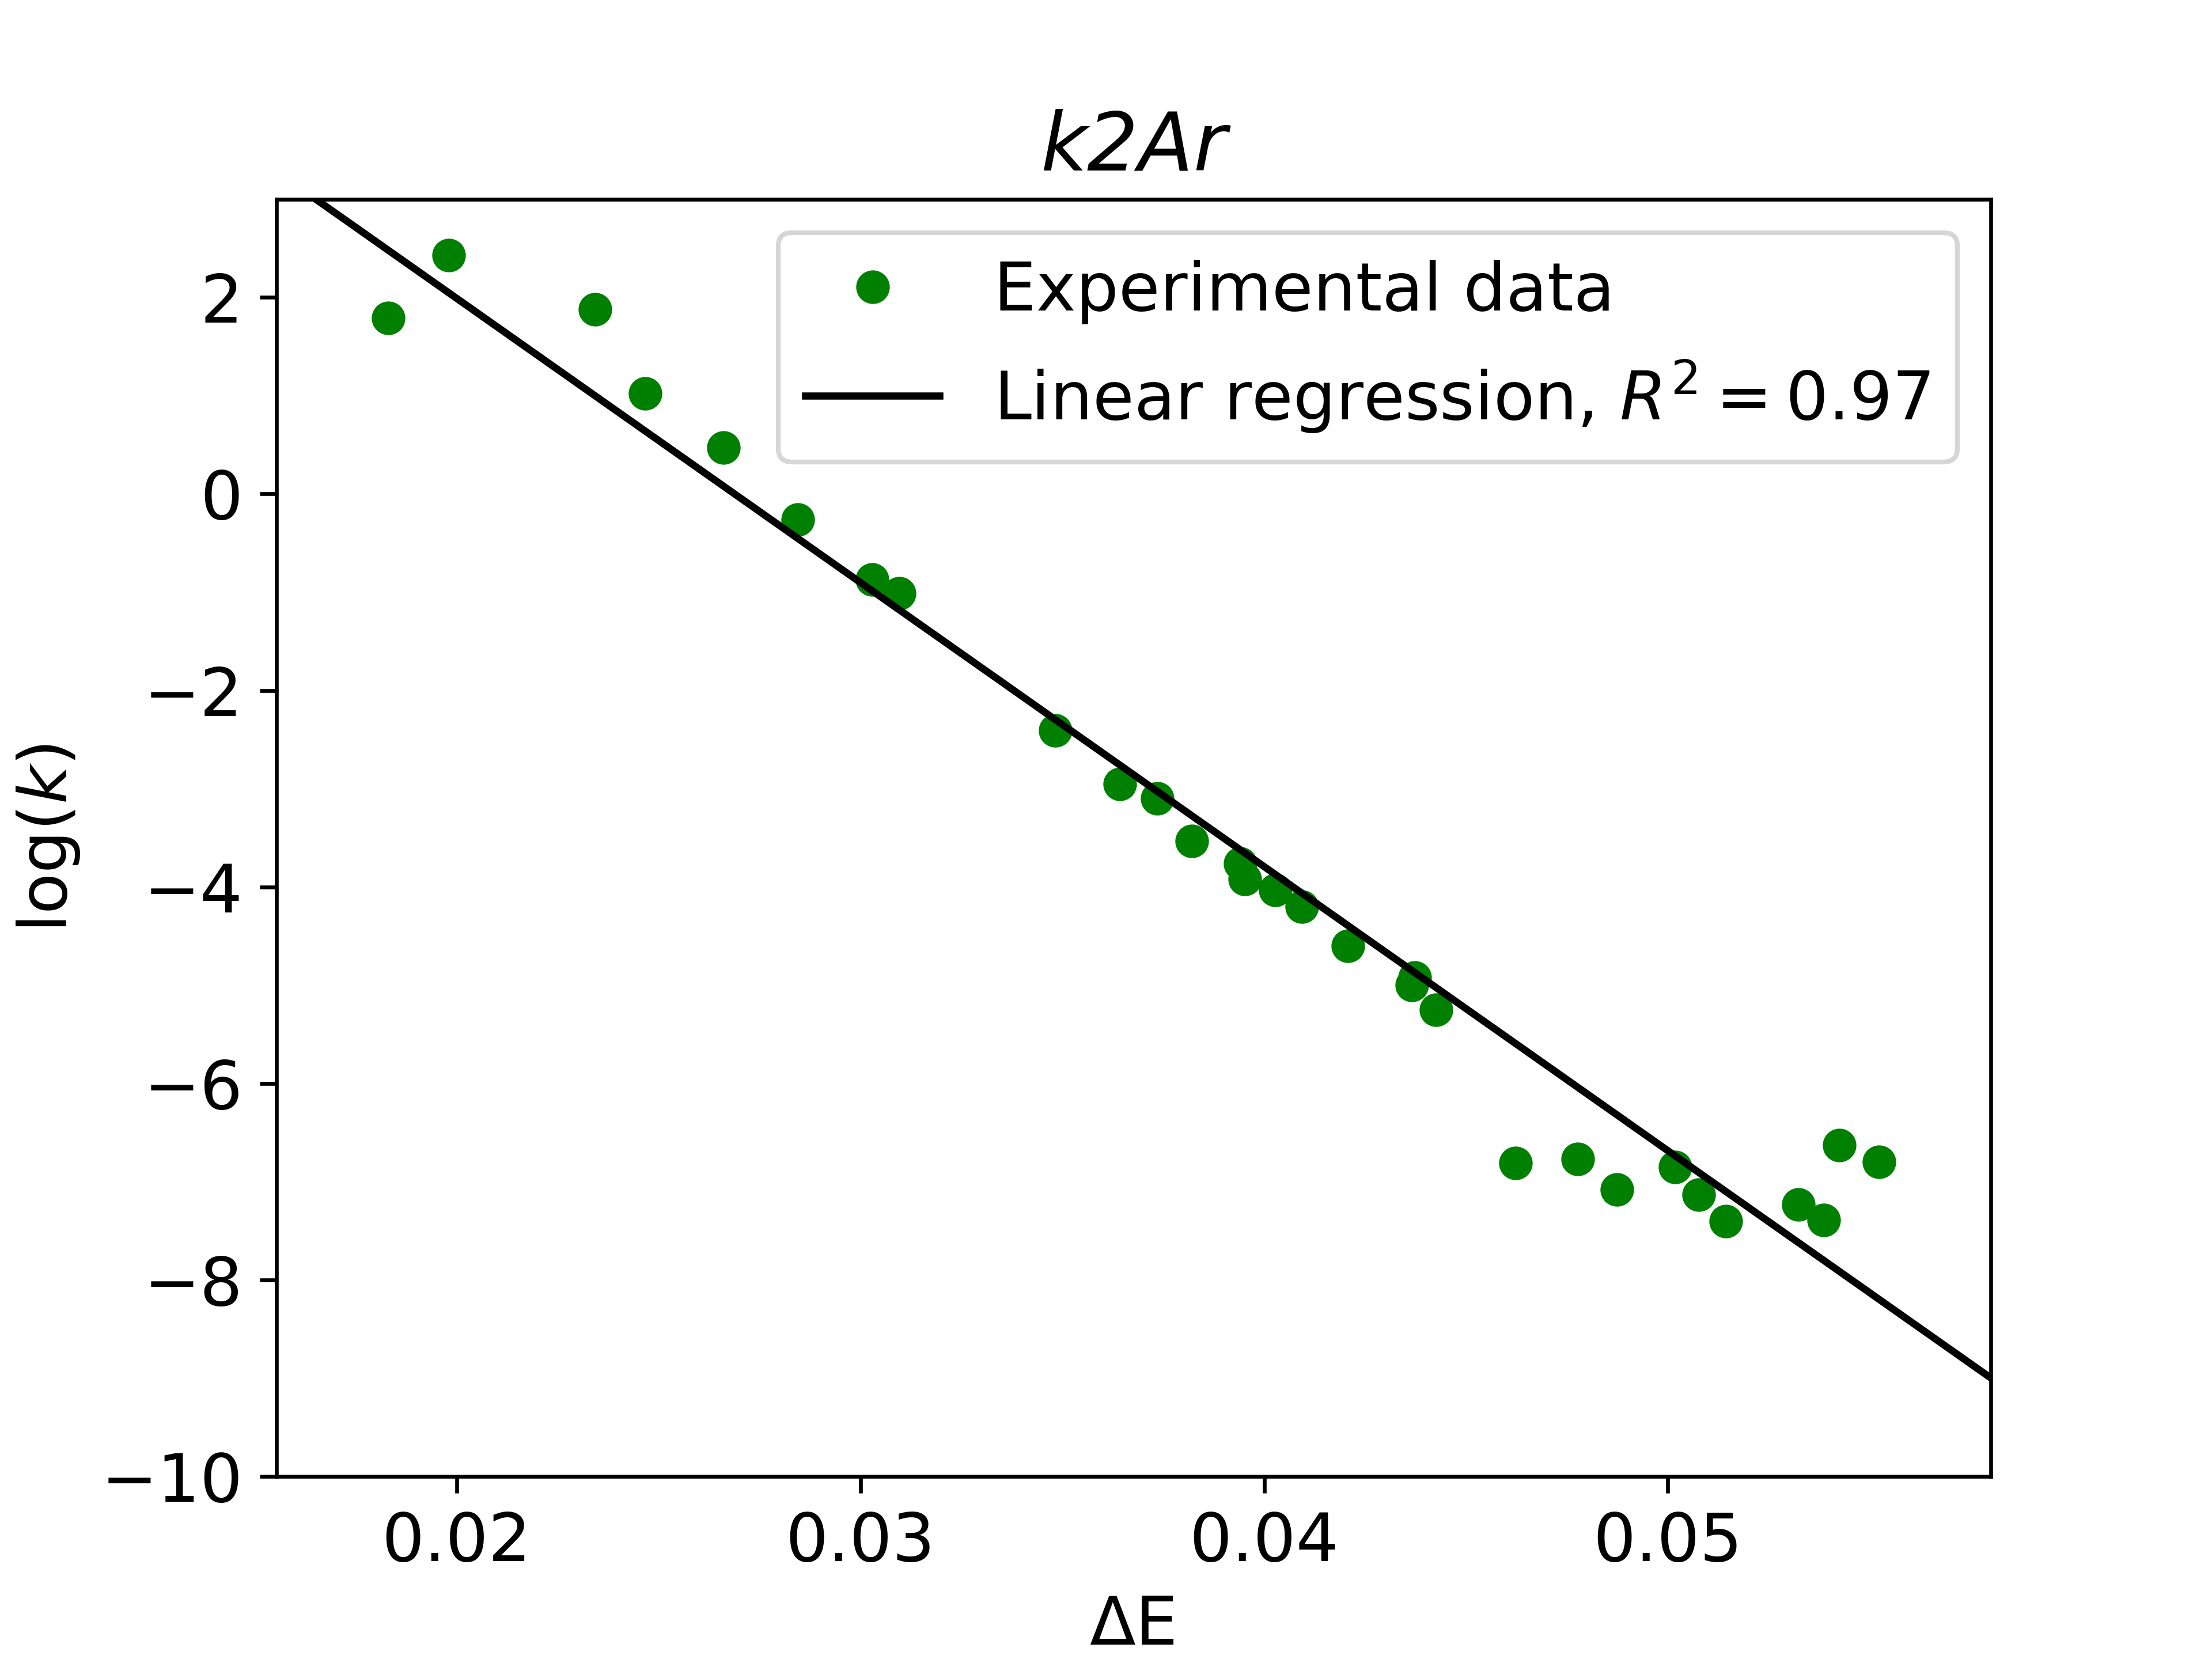 k2Ar
Experimental data
Linear regression, R² = 0.97
2
0
−2
−4
−6
−8
−10
log(k)
0.02 0.03 0.04 0.05
ΔE